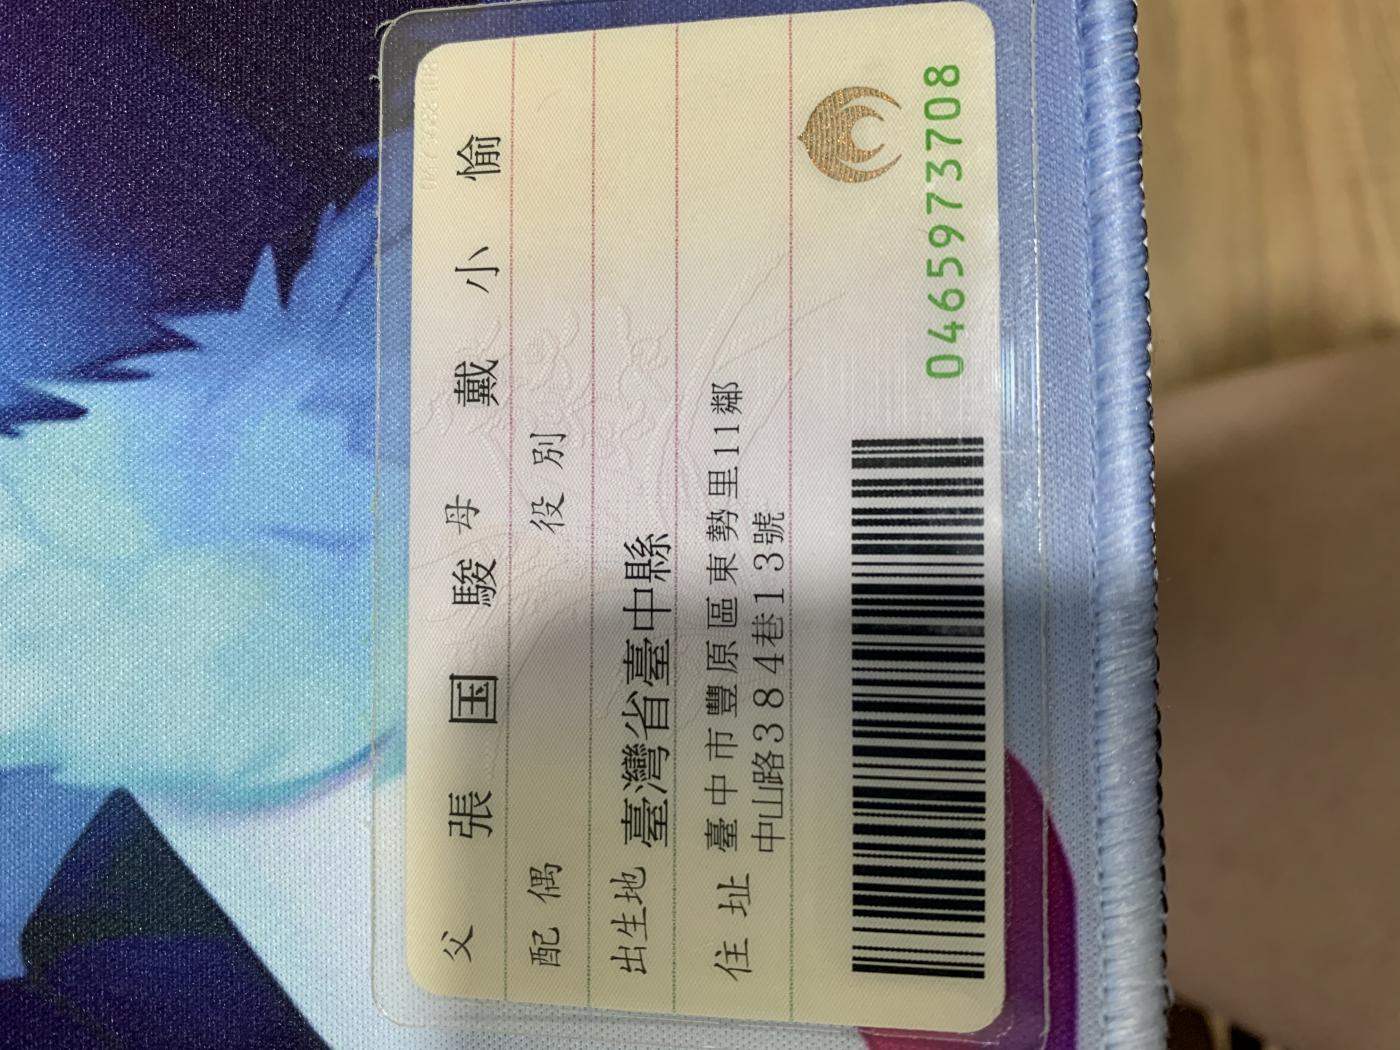 父 張国駿 母 戴小愉
配偶 役別
出生地 臺灣省臺中縣
住址 臺中市豐原區東勢里11鄰
中山路384巷13號
0465973708